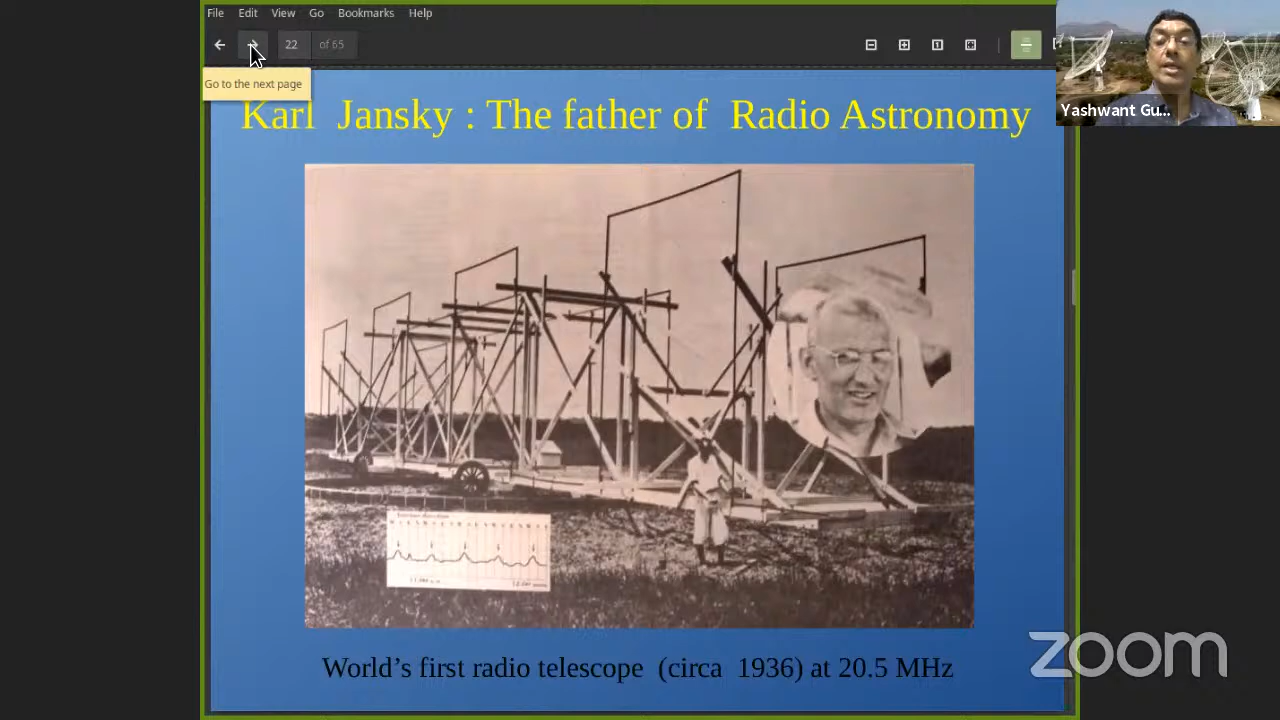 File Edit View Go Bookmarks Help
22 of 65
Go to the next page
Yashwant Gu...
Karl Jansky : The father of Radio Astronomy
World’s first radio telescope (circa 1936) at 20.5 MHz
zoom